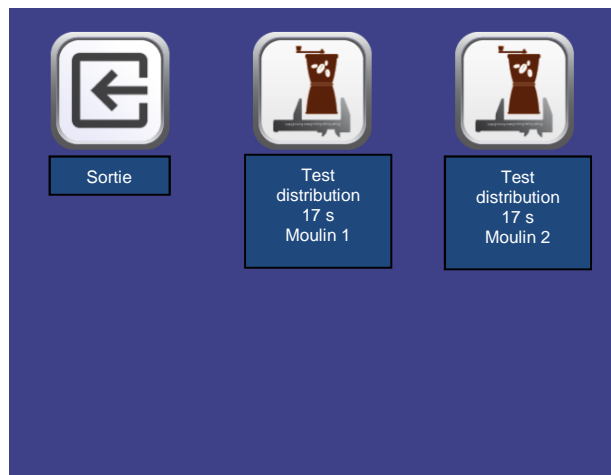 Sortie
Test
distribution
17 s
Moulin 1
Test
distribution
17 s
Moulin 2